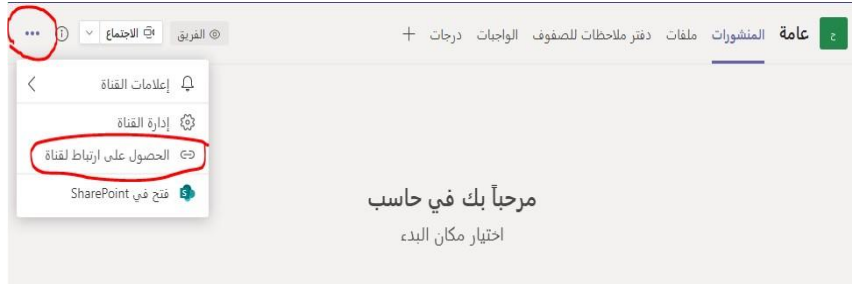 ج عامة المنشورات ملفات دفتر ملاحظات للصفوف الواجبات درجات + الفريق الاجتماع
إعلامات القناة
إدارة القناة
الحصول على ارتباط لقناة
فتح في SharePoint
مرحباً بك في حاسب
اختيار مكان البدء